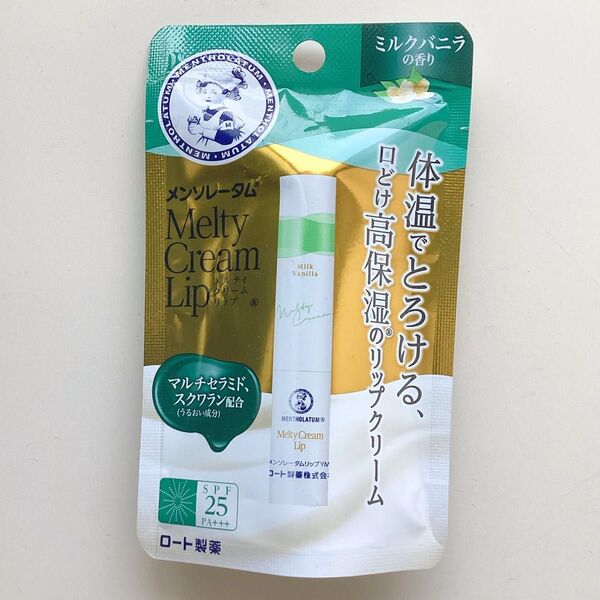 MENTHOLATUM・MENTHOLATUM・MENTHOLATUM・
ミルクバニラ
の香り
メンソレータム®
Melty
Cream
Lip®
メルティ
クリーム
リップ
体温でとろける、
口どけ高保湿®のリップクリーム
Milk
Vanilla
Melty
Cream
MENTHOLATUM®
Melty Cream
Lip
メンソレータムリップYM
ロート製薬株式会
マルチセラミド、
スクワラン配合
(うるおい成分)
SPF
25
PA+++
ロート製薬